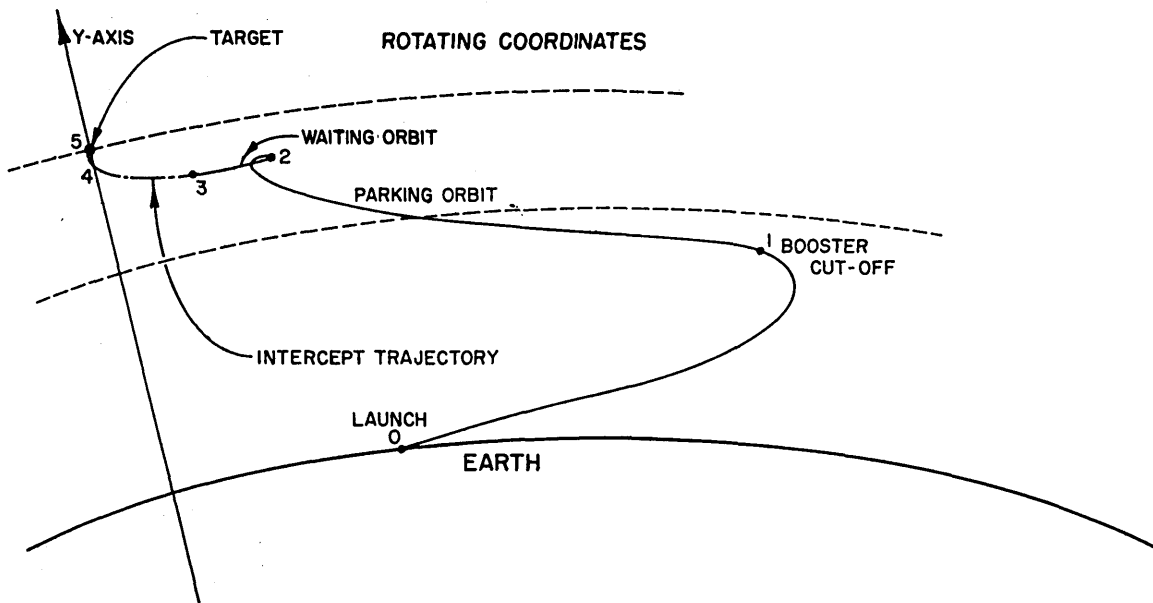 Y-AXIS
TARGET
ROTATING COORDINATES
5
WAITING ORBIT
2
4
3
PARKING ORBIT
1 BOOSTER
CUT-OFF
INTERCEPT TRAJECTORY
LAUNCH
0
EARTH